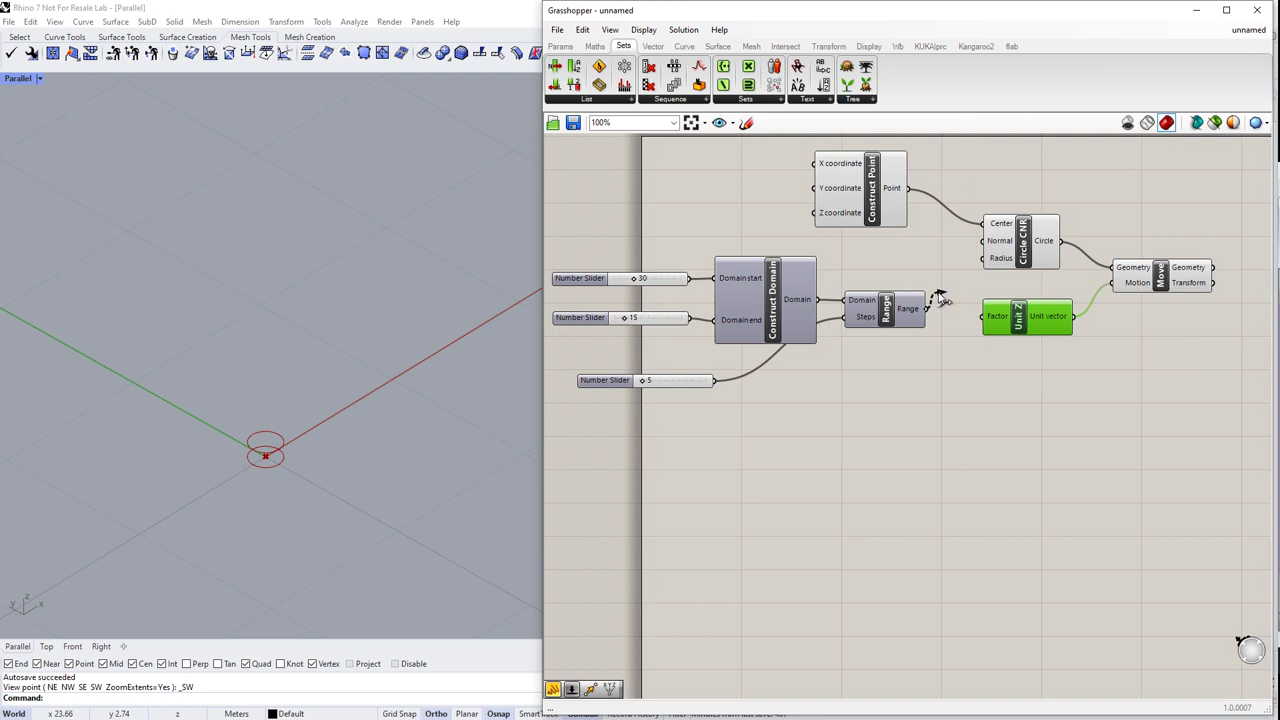 Rhino 7 Not For Resale Lab - [Parallel]
File Edit View Curve Surface SubD Solid Mesh Dimension Transform Tools Analyze Render Panels Help
Select Curve Tools Surface Tools Surface Creation Mesh Tools Mesh Creation
Parallel
Grasshopper - unnamed
File Edit View Display Solution Help
unnamed
Params Maths Sets Vector Curve Surface Mesh Intersect Transform Display Wb KUKA|prc Kangaroo2 flab
List Sequence Sets Text Tree
100%
X coordinate
Y coordinate
Z coordinate
Construct Point
Point
Center
Normal
Radius
Circle CNR
Circle
Geometry
Motion
Move
Geometry
Transform
Number Slider 30
Number Slider 15
Domain start
Domain end
Construct Domain
Domain
Domain
Steps
Range
Range
Factor
Unit Z
Unit vector
Number Slider 5
z
y
x
Parallel Top Front Right
End Near Point Mid Cen Int Perp Tan Quad Knot Vertex Project Disable
Autosave succeeded
View point ( NE NW SE SW ZoomExtents=Yes ): _SW
Command:
World x 23.66 y 2.74 z Meters Default Grid Snap Ortho Planar Osnap
...
1.0.0007